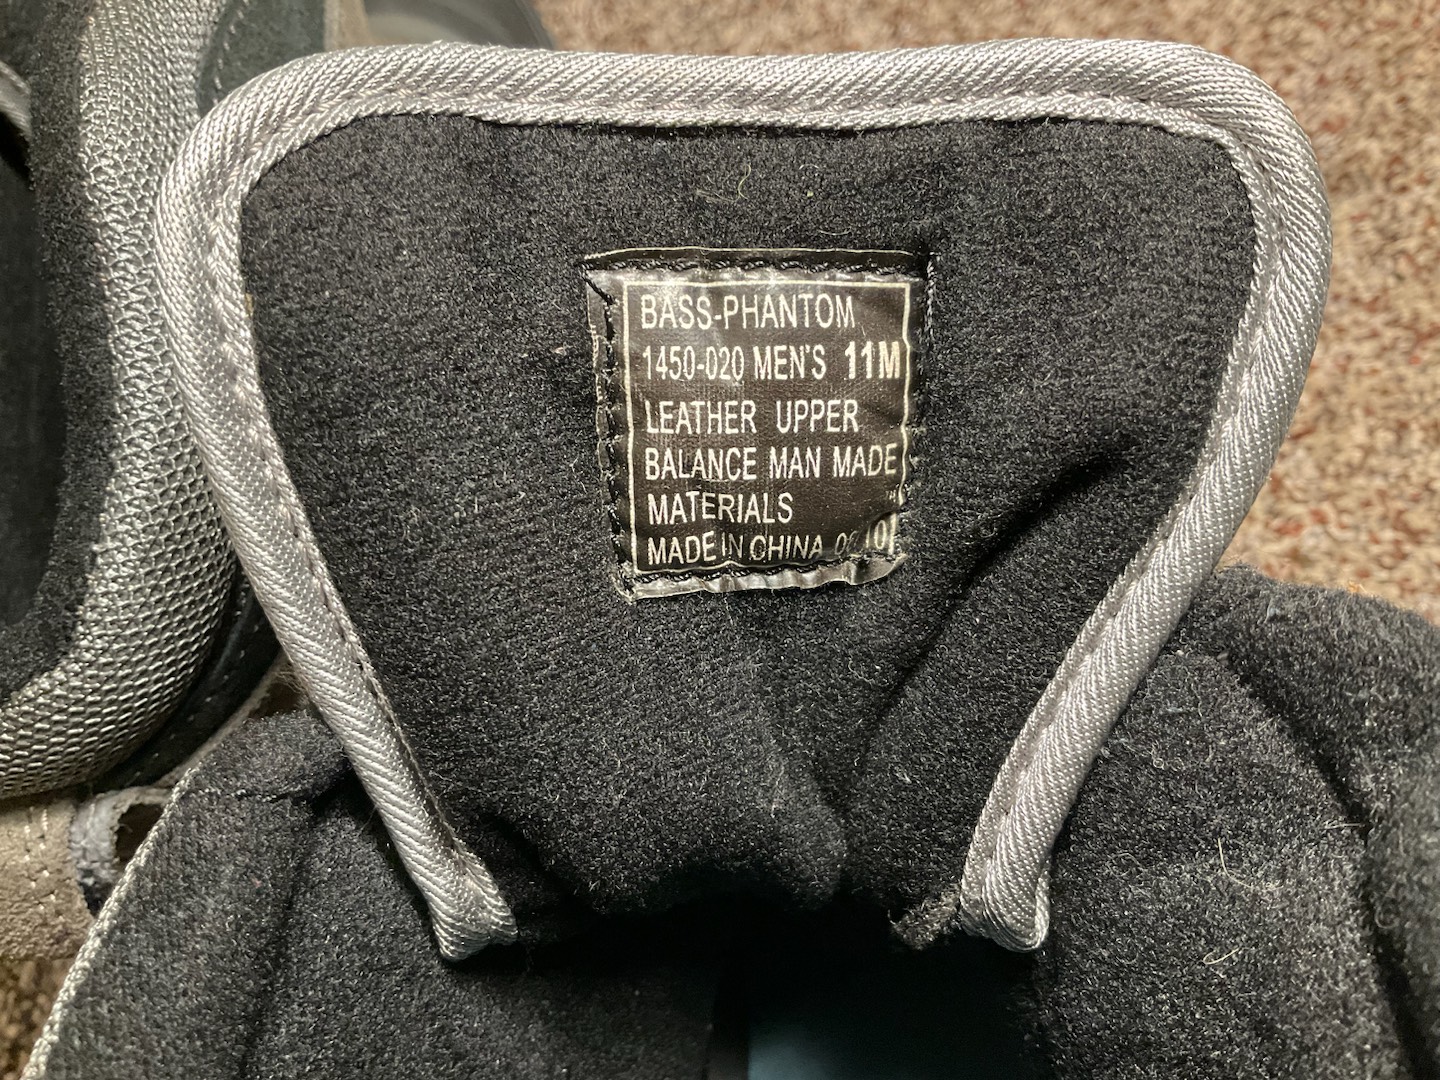 BASS-PHANTOM
1450-020 MEN'S 11M
LEATHER UPPER
BALANCE MAN MADE
MATERIALS
MADE IN CHINA